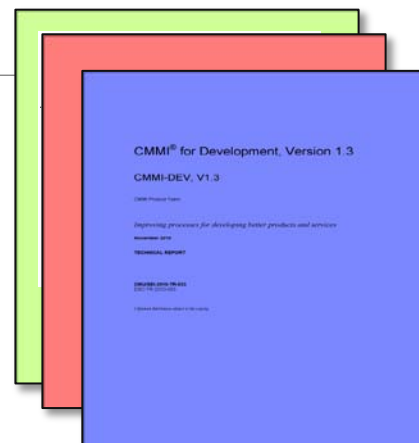 CMMI® for Development, Version 1.3
CMMI-DEV, V1.3
CMMI Product Team
Improving processes for developing better products and services
November 2010
TECHNICAL REPORT